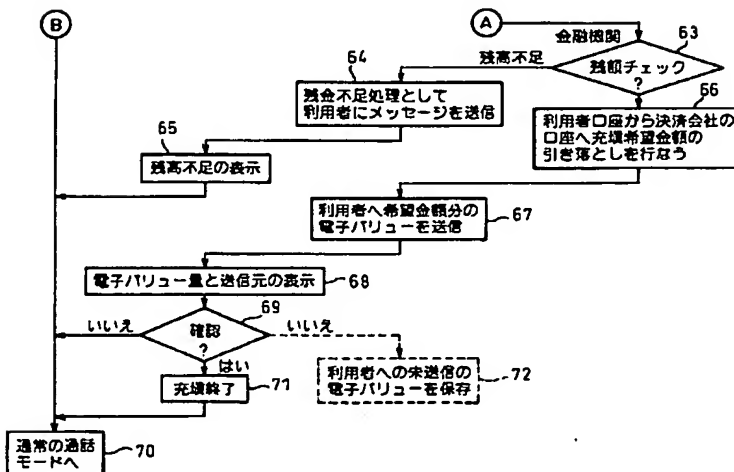 B
A
金融機関
63
残額チェック
?
残高不足
64
残金不足処理として
利用者にメッセージを送信
66
利用者口座から決済会社の
口座へ充填希望金額の
引き落としを行なう
65
残高不足の表示
利用者へ希望金額分の
電子バリューを送信
67
電子バリュー量と送信元の表示
68
69
確認
?
いいえ
いいえ
はい
充填終了
71
利用者への未送信の
電子バリューを保存
72
通常の通話
モードへ
70